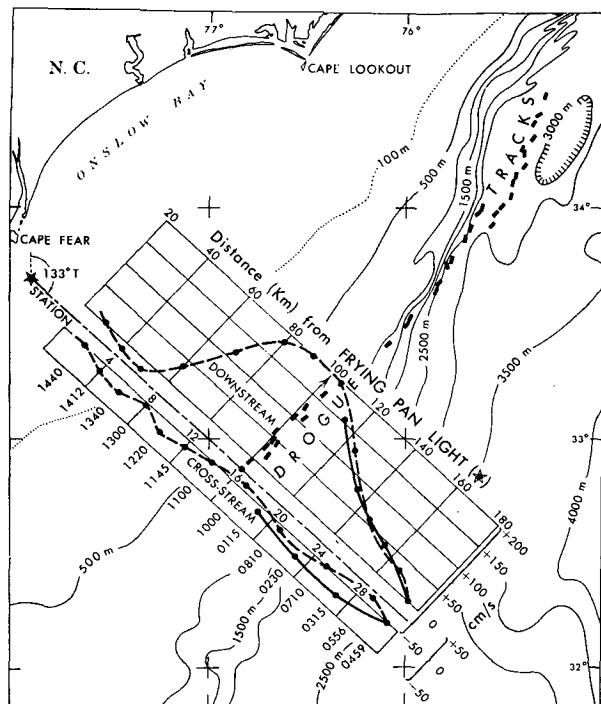 77°
76°
N. C.
CAPE LOOKOUT
ONSLOW BAY
100 m
500 m
1500 m
3000 m
TRACKS
34°
CAPE FEAR
133° T
STATION
Distance (Km) from FRYING PAN LIGHT (★)
20
40
60
80
100
120
140
160
180
2500 m
3500 m
DOWNSTREAM
DROGUE
33°
4
8
12
16
20
24
28
CROSS-STREAM
1440
1412
1340
1300
1220
1145
1100
1000
0115
0810
0230
0710
0315
0556
0459
+200
+150
+100
+50
0
-50
cm/s
+50
0
-50
4000 m
500 m
1500 m
2500 m
32°